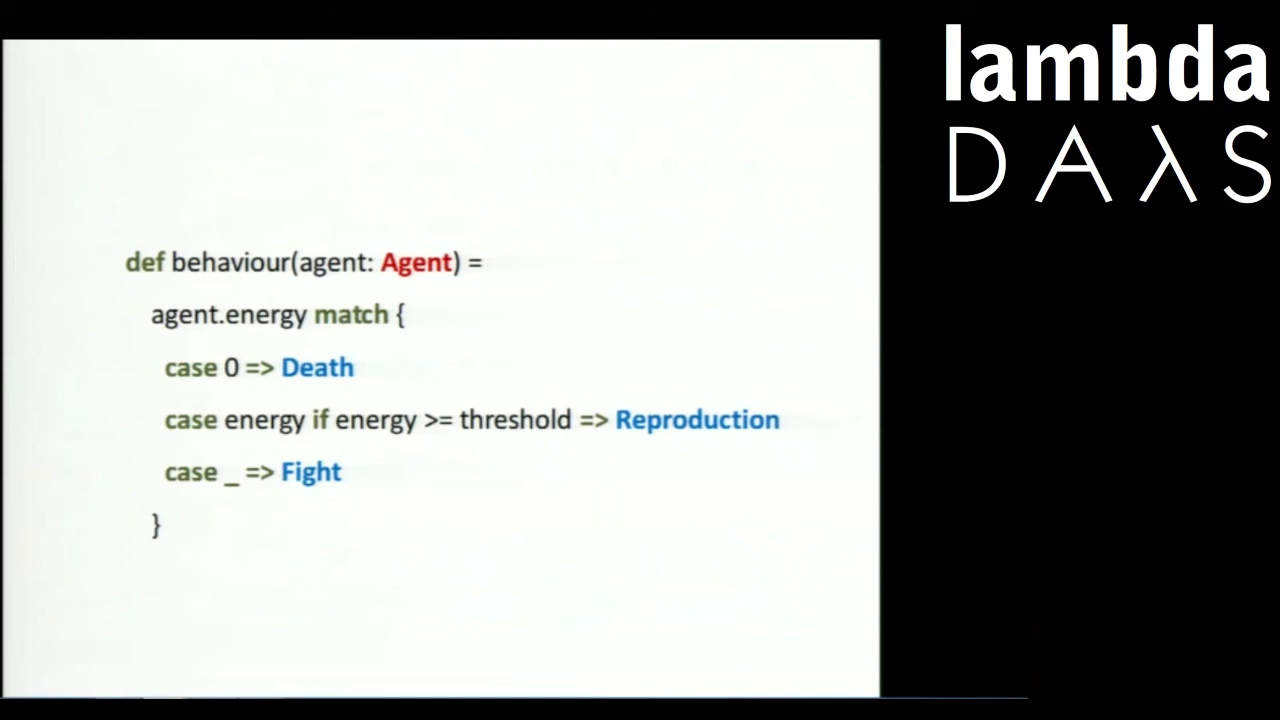 def behaviour(agent: Agent) =
agent.energy match {
case 0 => Death
case energy if energy >= threshold => Reproduction
case _ => Fight
}
lambda
DAλS